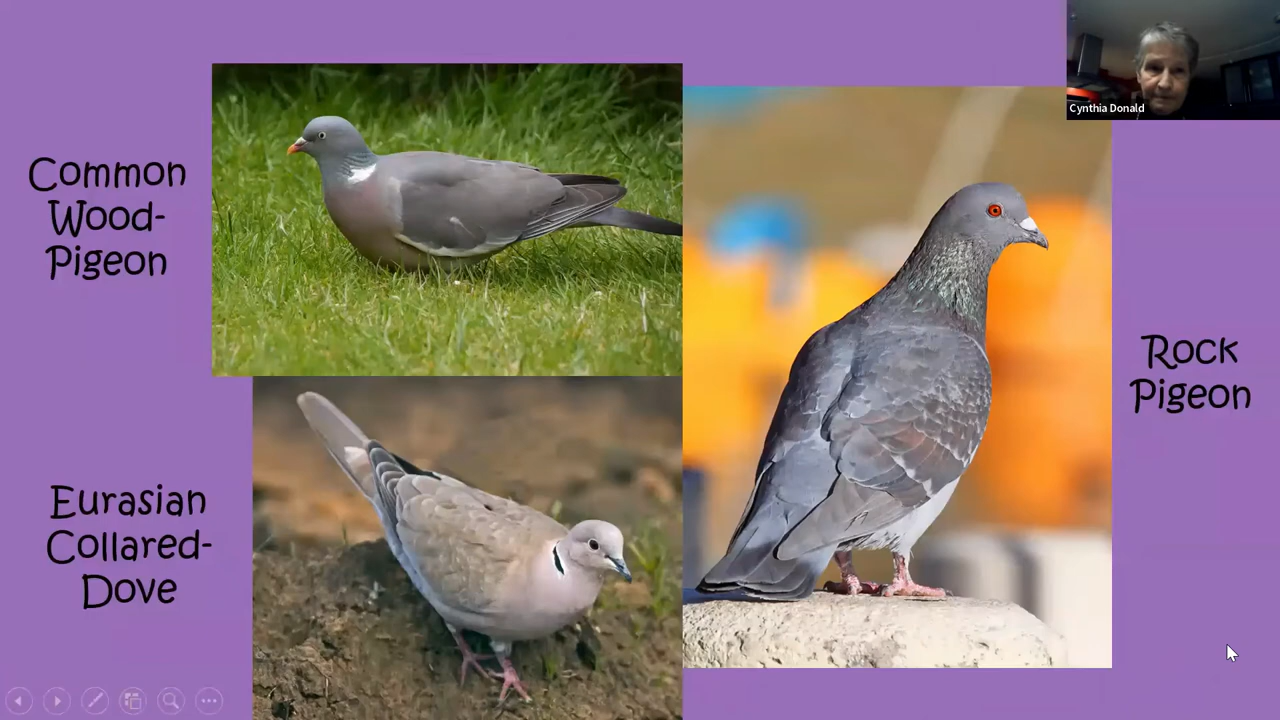 Cynthia Donald
Common
Wood-
Pigeon
Rock
Pigeon
Eurasian
Collared-
Dove